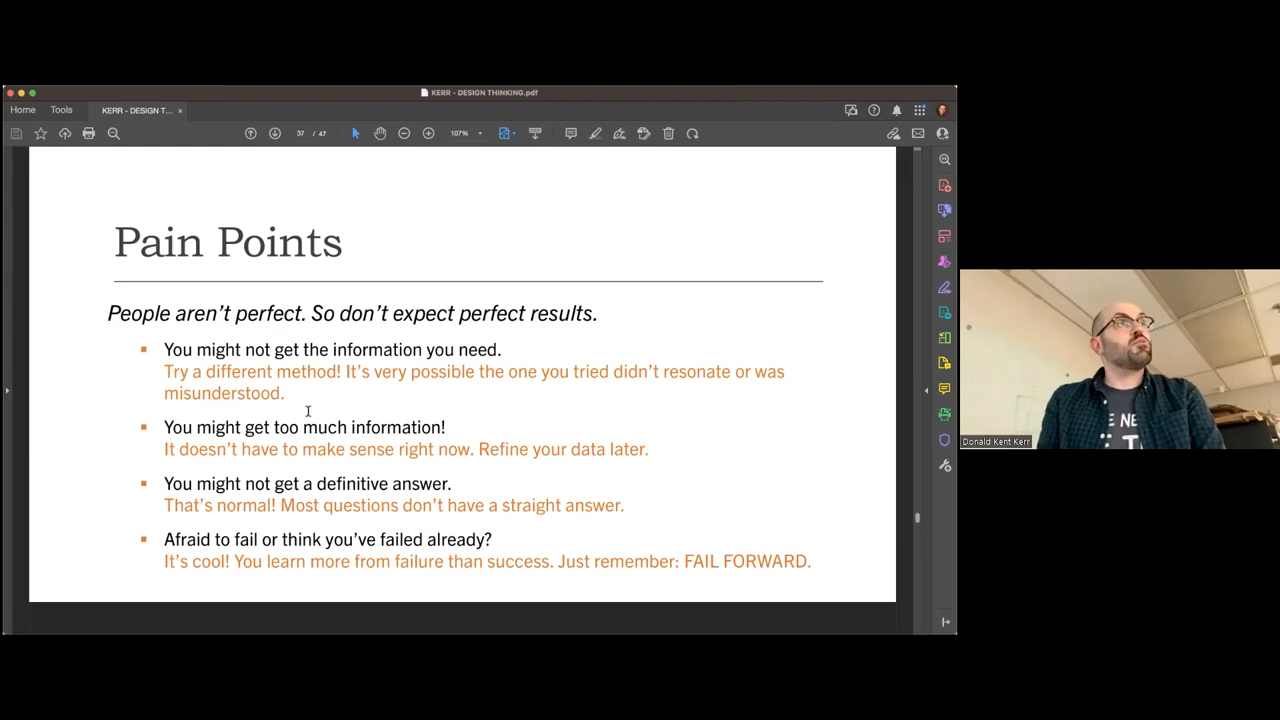 KERR - DESIGN THINKING.pdf
Home
Tools
KERR - DESIGN T... ×
37 / 47
107%
Pain Points
People aren't perfect. So don't expect perfect results.
You might not get the information you need.
Try a different method! It's very possible the one you tried didn't resonate or was
misunderstood.
You might get too much information!
It doesn't have to make sense right now. Refine your data later.
You might not get a definitive answer.
That's normal! Most questions don't have a straight answer.
Afraid to fail or think you've failed already?
It's cool! You learn more from failure than success. Just remember: FAIL FORWARD.
Donald Kent Kerr